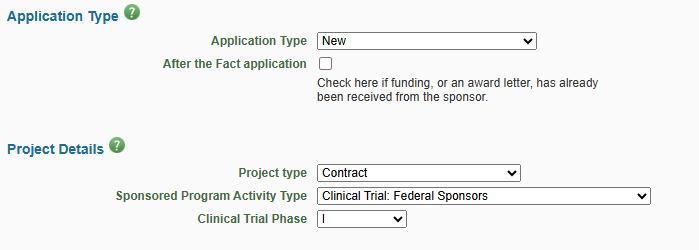 Application Type ?
Application Type New
After the Fact application
Check here if funding, or an award letter, has already
been received from the sponsor.
Project Details ?
Project type Contract
Sponsored Program Activity Type Clinical Trial: Federal Sponsors
Clinical Trial Phase I